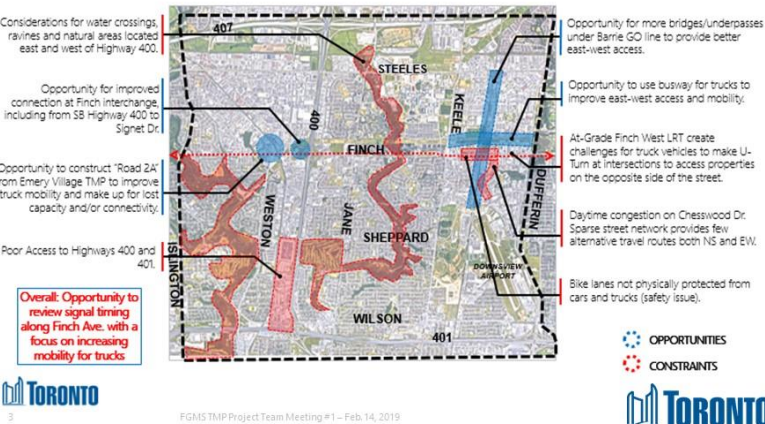 Considerations for water crossings,
ravines and natural areas located
east and west of Highway 400.
Opportunity for improved
connection at Finch interchange,
including from SB Highway 400 to
Signet Dr.
Opportunity to construct "Road 2A"
from Emery Village TMP to improve
truck mobility and make up for lost
capacity and/or connectivity.
Poor Access to Highways 400 and
401.
Overall: Opportunity to
review signal timing
along Finch Ave. with a
focus on increasing
mobility for trucks
407
STEELES
400
KEELE
FINCH
WESTON
JANE
DUFFERIN
SHEPPARD
ISLINGTON
DOWNSVIEW
AIRPORT
WILSON
401
Opportunity for more bridges/underpasses
under Barrie GO line to provide better
east-west access.
Opportunity to use busway for trucks to
improve east-west access and mobility.
At-Grade Finch West LRT create
challenges for truck vehicles to make U-
Turn at intersections to access properties
on the opposite side of the street.
Daytime congestion on Chesswood Dr.
Sparse street network provides few
alternative travel routes both NS and EW.
Bike lanes not physically protected from
cars and trucks (safety issue).
OPPORTUNITIES
CONSTRAINTS
TORONTO
3
FGMS TMP Project Team Meeting #1 – Feb. 14, 2019
TORONTO